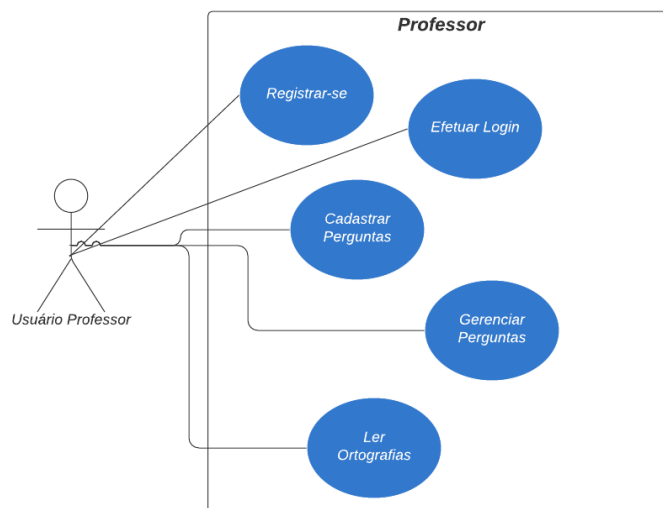 Professor
Registrar-se
Efetuar Login
Cadastrar
Perguntas
Usuário Professor
Gerenciar
Perguntas
Ler
Ortografias